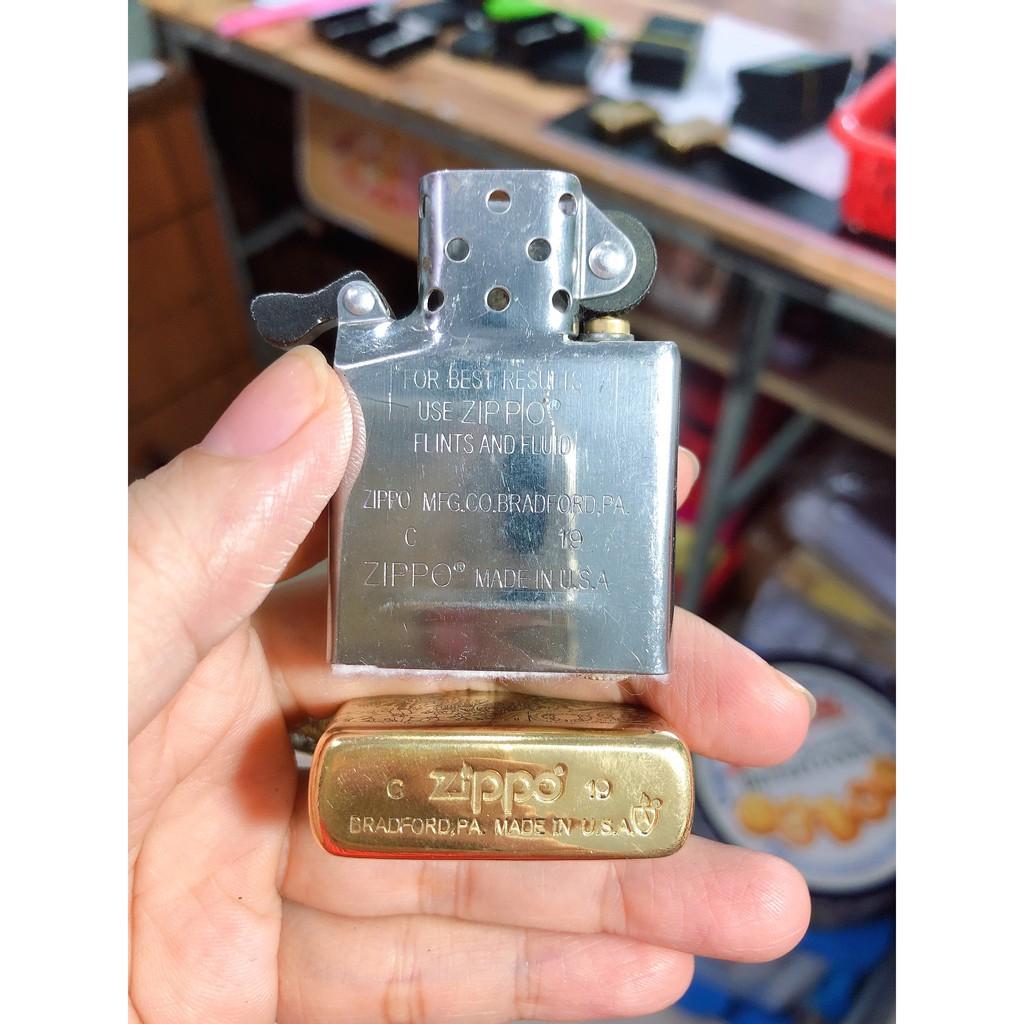 FOR BEST RESULTS
USE ZIPPO®
FLINTS AND FLUID
ZIPPO MFG.CO.BRADFORD,PA.
C 19
ZIPPO® MADE IN U.S.A
C Zippo 19
BRADFORD,PA. MADE IN U.S.A.